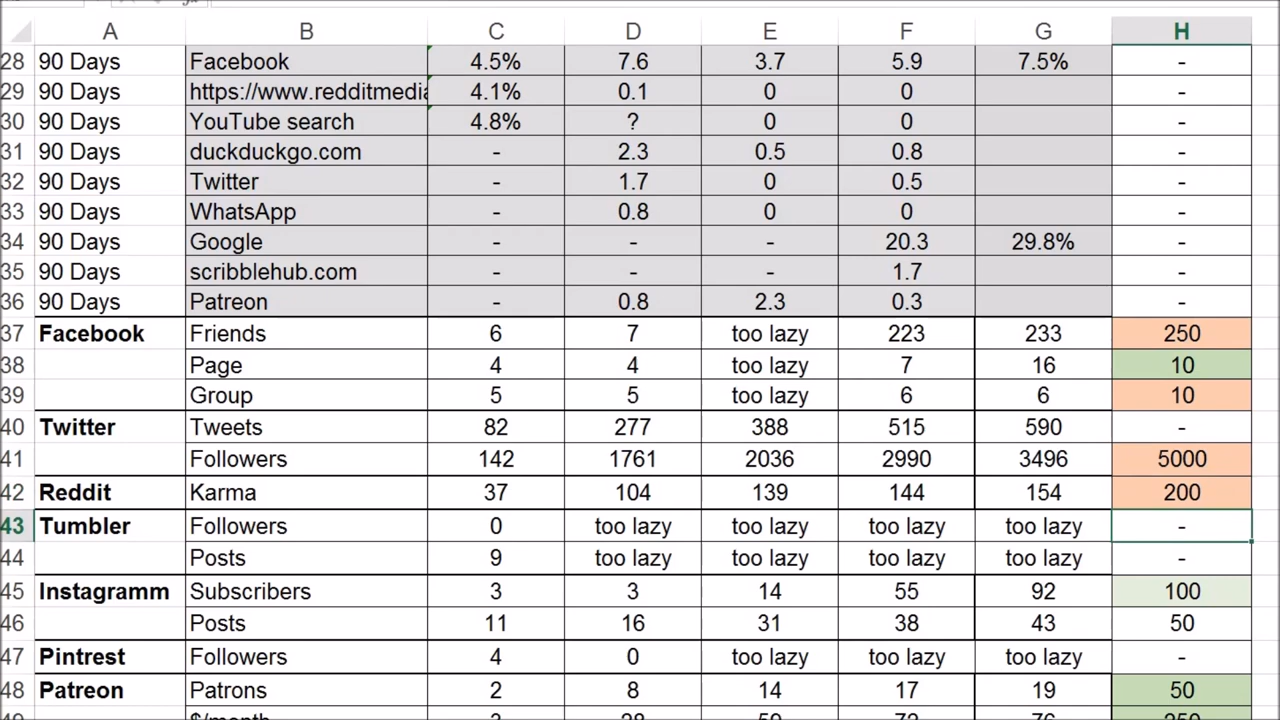 A B C D E F G H
28 90 Days Facebook 4.5% 7.6 3.7 5.9 7.5% -
29 90 Days https://www.redditmedia 4.1% 0.1 0 0 -
30 90 Days YouTube search 4.8% ? 0 0 -
31 90 Days duckduckgo.com - 2.3 0.5 0.8 -
32 90 Days Twitter - 1.7 0 0.5 -
33 90 Days WhatsApp - 0.8 0 0 -
34 90 Days Google - - - 20.3 29.8% -
35 90 Days scribblehub.com - - - 1.7 -
36 90 Days Patreon - 0.8 2.3 0.3 -
37 Facebook Friends 6 7 too lazy 223 233 250
38 Page 4 4 too lazy 7 16 10
39 Group 5 5 too lazy 6 6 10
40 Twitter Tweets 82 277 388 515 590 -
41 Followers 142 1761 2036 2990 3496 5000
42 Reddit Karma 37 104 139 144 154 200
43 Tumbler Followers 0 too lazy too lazy too lazy too lazy -
44 Posts 9 too lazy too lazy too lazy too lazy -
45 Instagramm Subscribers 3 3 14 55 92 100
46 Posts 11 16 31 38 43 50
47 Pintrest Followers 4 0 too lazy too lazy too lazy -
48 Patreon Patrons 2 8 14 17 19 50